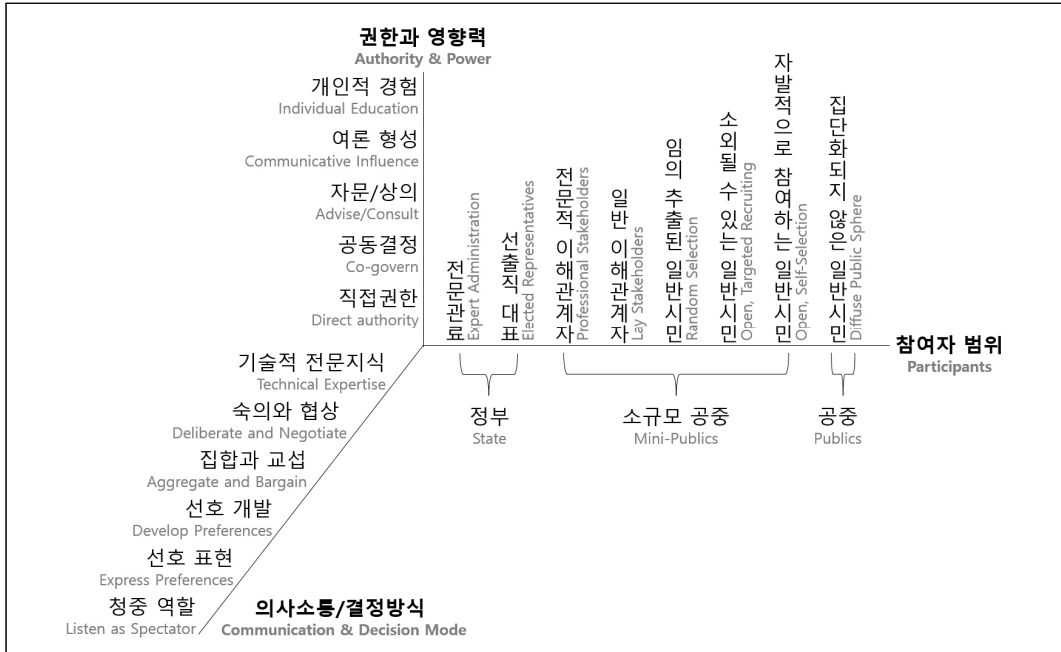 권한과 영향력
Authority & Power
개인적 경험
Individual Education
여론 형성
Communicative Influence
자문/상의
Advise/Consult
공동결정
Co-govern
직접권한
Direct authority
전문관료
Expert Administration
선출직 대표
Elected Representatives
전문적 이해관계자
Professional Stakeholders
일반 이해관계자
Lay Stakeholders
임의 추출된 일반시민
Random Selection
소외될 수 있는 일반시민
Open, Targeted Recruiting
자발적으로 참여하는 일반시민
Open, Self-Selection
집단화되지 않은 일반시민
Diffuse Public Sphere
참여자 범위
Participants
정부
State
소규모 공중
Mini-Publics
공중
Publics
기술적 전문지식
Technical Expertise
숙의와 협상
Deliberate and Negotiate
집합과 교섭
Aggregate and Bargain
선호 개발
Develop Preferences
선호 표현
Express Preferences
청중 역할
Listen as Spectator
의사소통/결정방식
Communication & Decision Mode